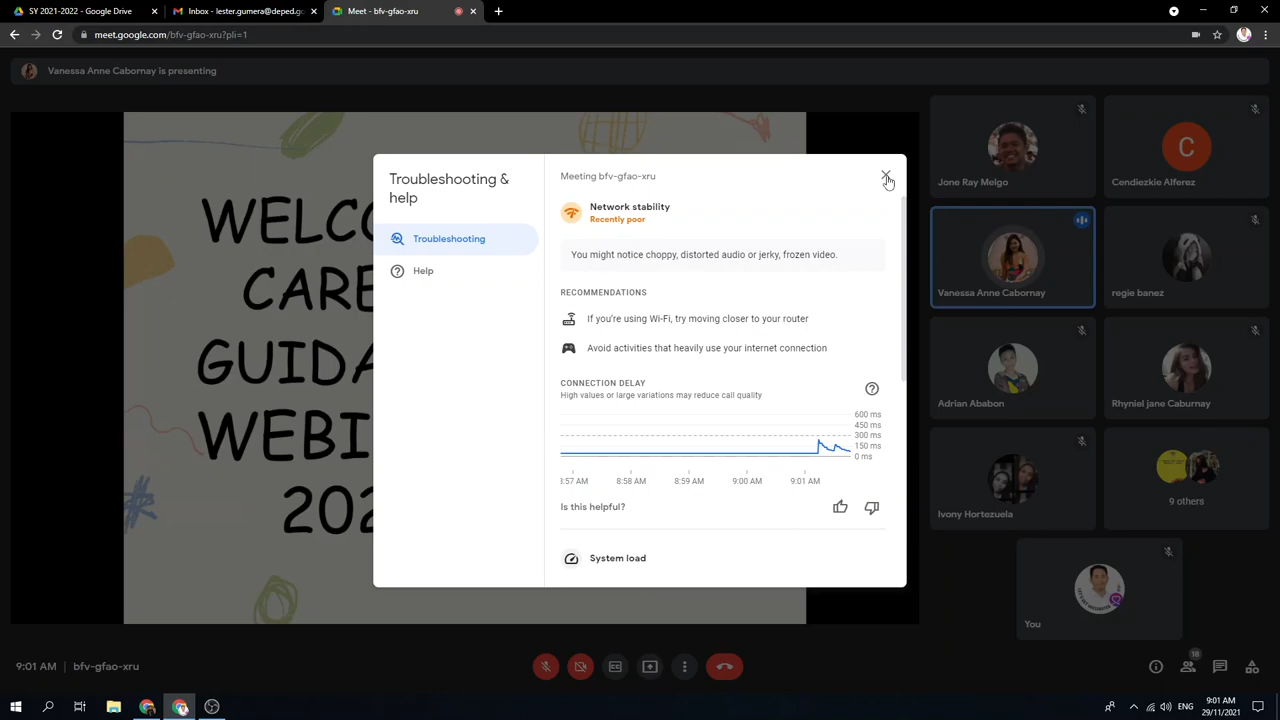 SY 2021-2022 - Google Drive
Inbox - lester.gumera@deped.go
Meet - bfv-gfao-xru
meet.google.com/bfv-gfao-xru?pli=1
Vanessa Anne Cabornay is presenting
WELCO
CARE
GUIDA
WEBI
202
Troubleshooting &
help
Troubleshooting
Help
Meeting bfv-gfao-xru
Network stability
Recently poor
You might notice choppy, distorted audio or jerky, frozen video.
RECOMMENDATIONS
If you're using Wi-Fi, try moving closer to your router
Avoid activities that heavily use your internet connection
CONNECTION DELAY
High values or large variations may reduce call quality
600 ms
450 ms
300 ms
150 ms
0 ms
8:57 AM 8:58 AM 8:59 AM 9:00 AM 9:01 AM
Is this helpful?
System load
Jone Ray Melgo
C
Cendiezkie Alferez
Vanessa Anne Cabornay
regie banez
Adrian Ababon
Rhyniel jane Caburnay
Ivony Hortezuela
9 others
You
9:01 AM | bfv-gfao-xru
18
ENG
9:01 AM
29/11/2021